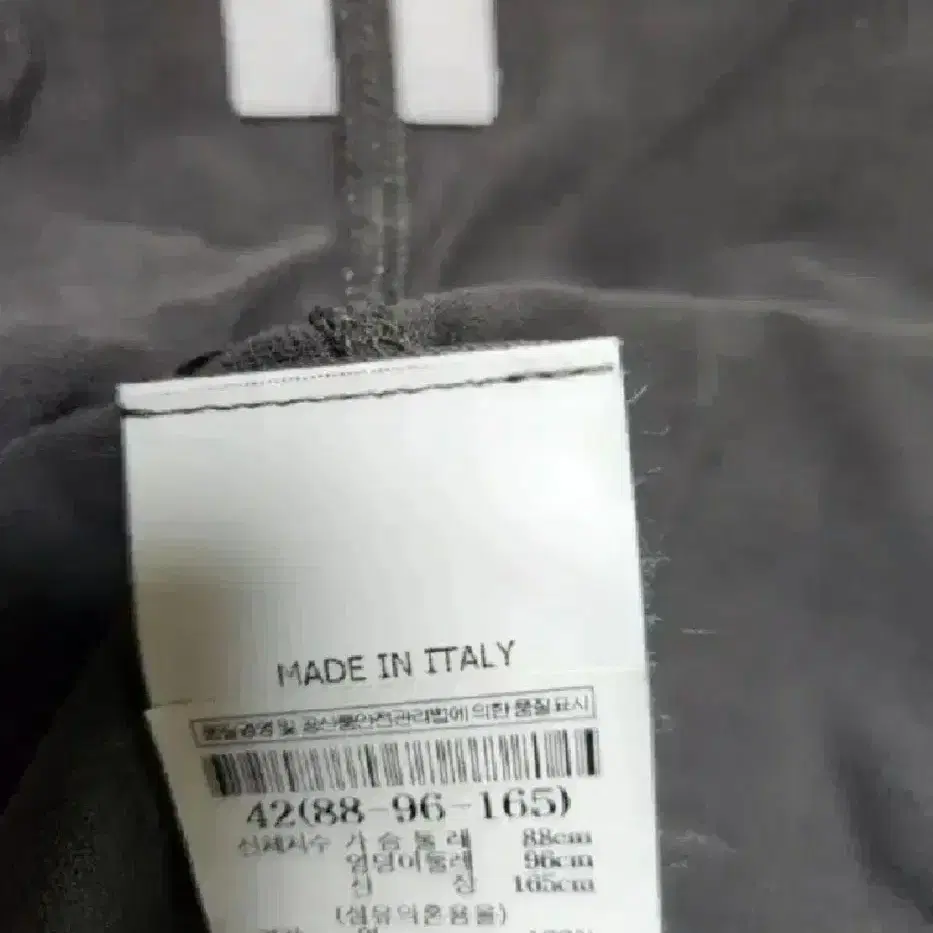 MADE IN ITALY
품질경영 및 공산품안전관리법에 의한 품질표시
42(88-96-165)
신체치수 가 슴 둘 레 88cm
엉덩이둘레 96cm
신 장 165cm
(섬유의혼용율)